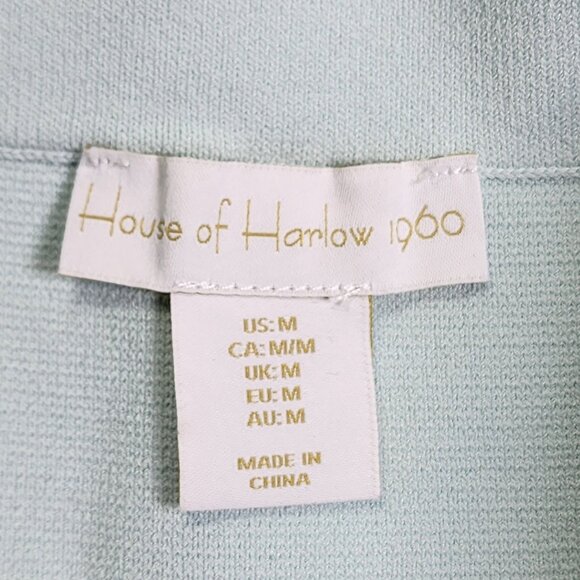 House of Harlow 1960
US: M
CA: M/M
UK: M
EU: M
AU: M
MADE IN
CHINA